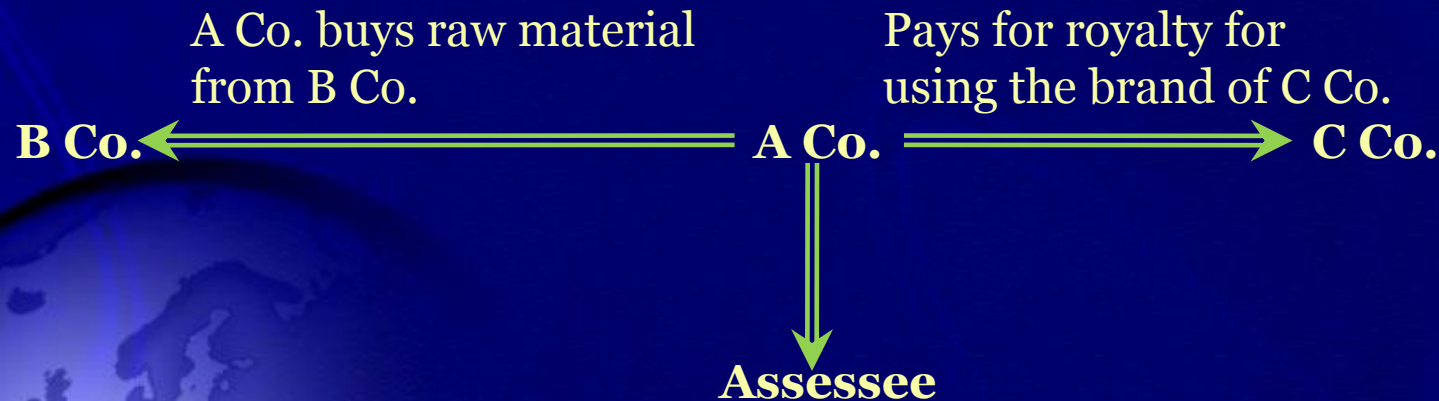 A Co. buys raw material
from B Co.
Pays for royalty for
using the brand of C Co.
B Co.
A Co.
C Co.
Assessee